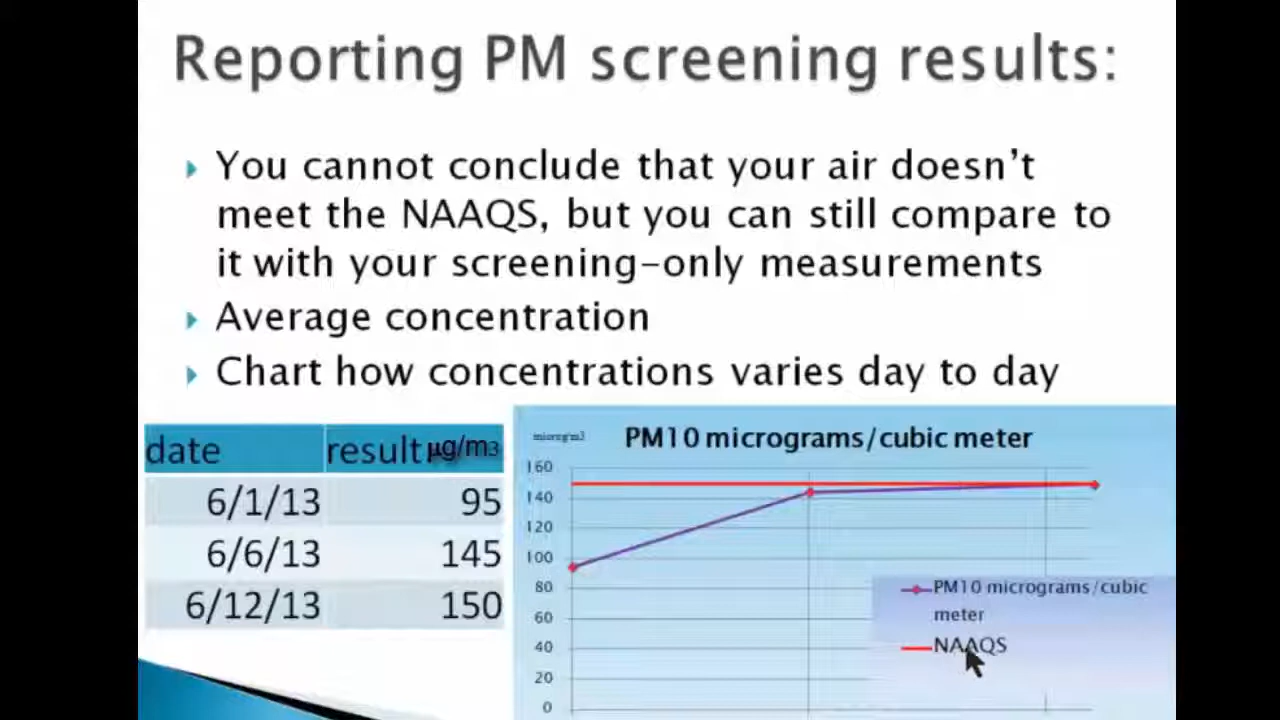 Reporting PM screening results:
You cannot conclude that your air doesn't
meet the NAAQS, but you can still compare to
it with your screening-only measurements
Average concentration
Chart how concentrations varies day to day
date result µg/m3
6/1/13 95
6/6/13 145
6/12/13 150
microg/m3
PM10 micrograms/cubic meter
160
140
120
100
80
60
40
20
0
PM10 micrograms/cubic
meter
NAAQS